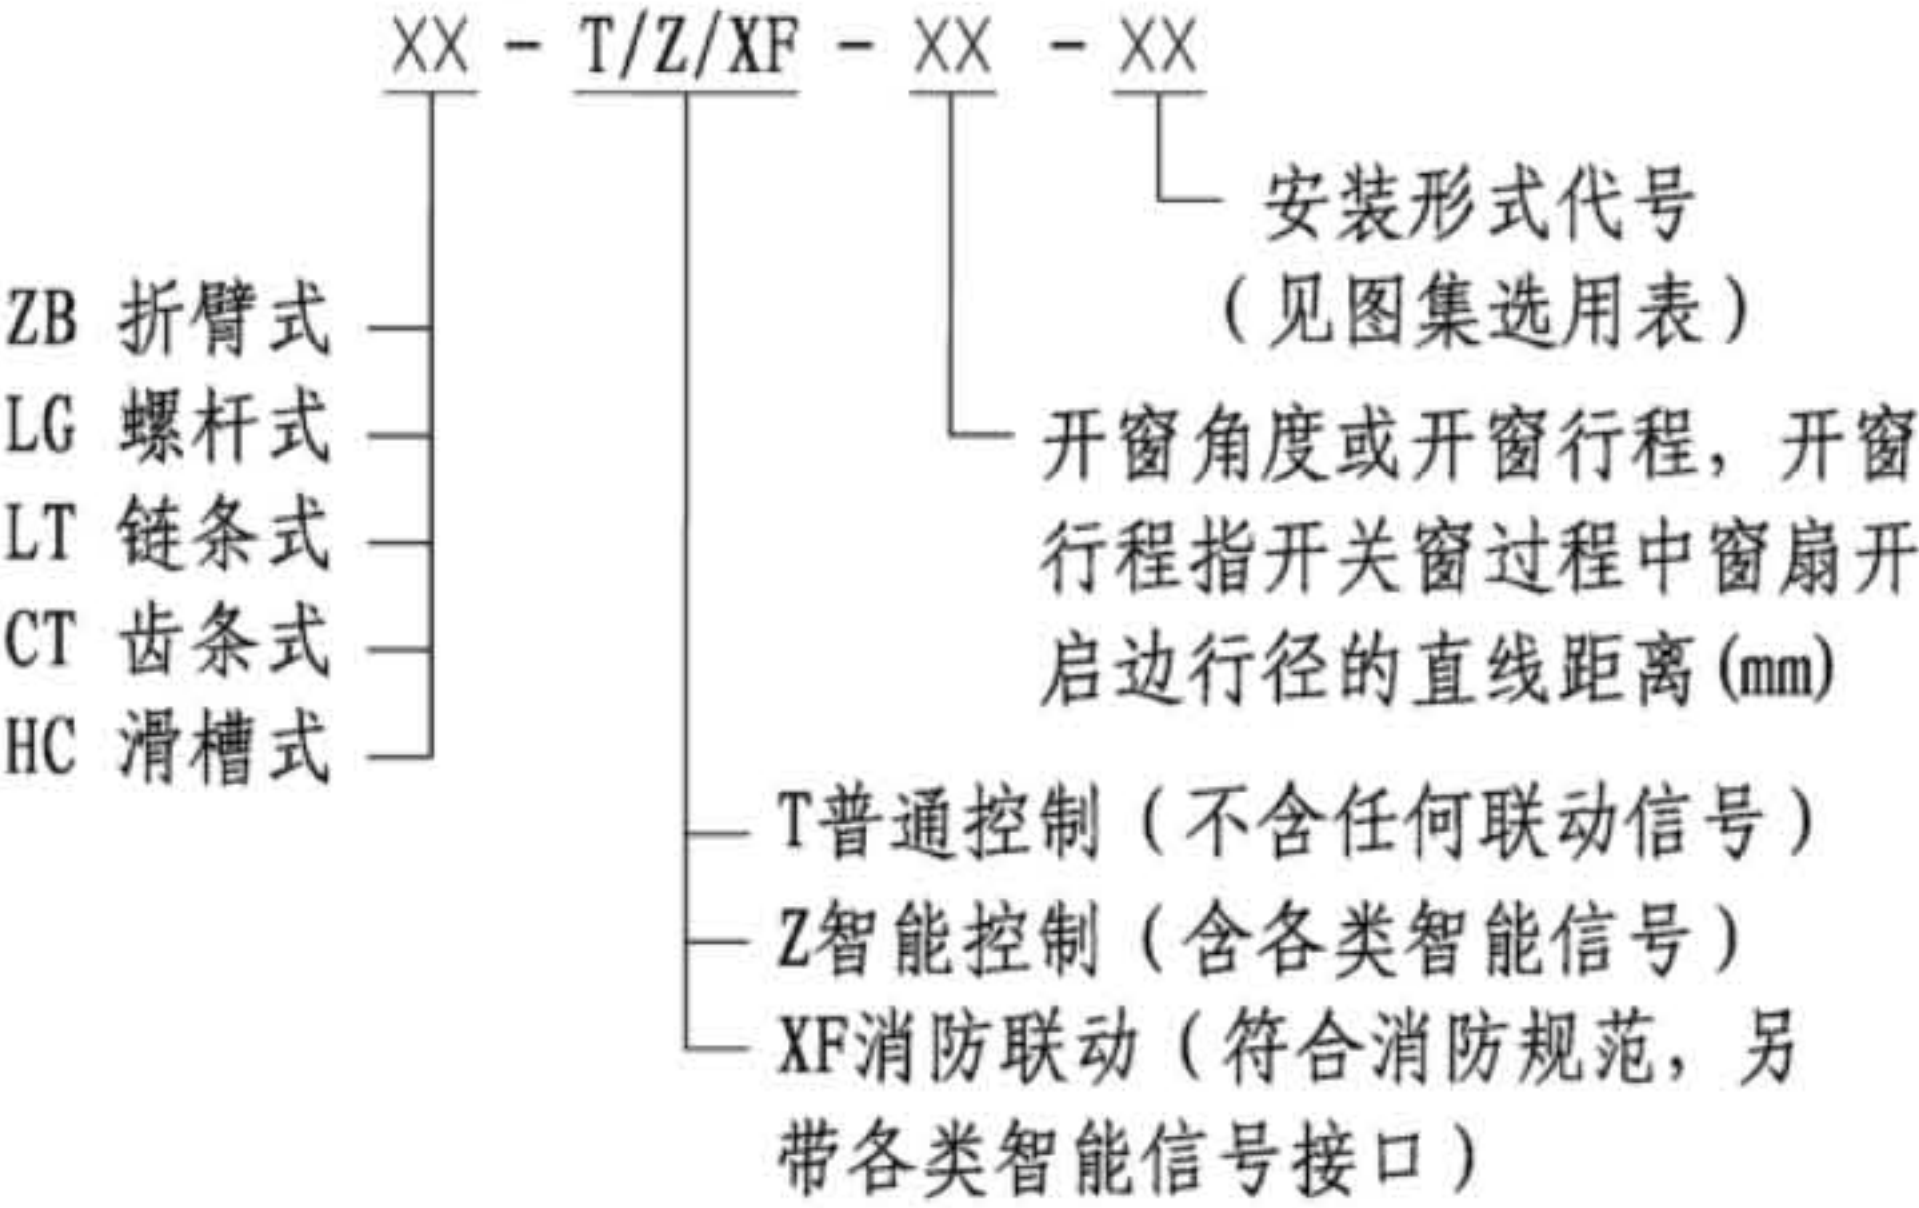 XX - T/Z/XF - XX - XX
安装形式代号
（见图集选用表）
ZB 折臂式
LG 螺杆式
LT 链条式
CT 齿条式
HC 滑槽式
开窗角度或开窗行程，开窗
行程指开关窗过程中窗扇开
启边行径的直线距离(mm)
T普通控制（不含任何联动信号）
Z智能控制（含各类智能信号）
XF消防联动（符合消防规范，另
带各类智能信号接口）